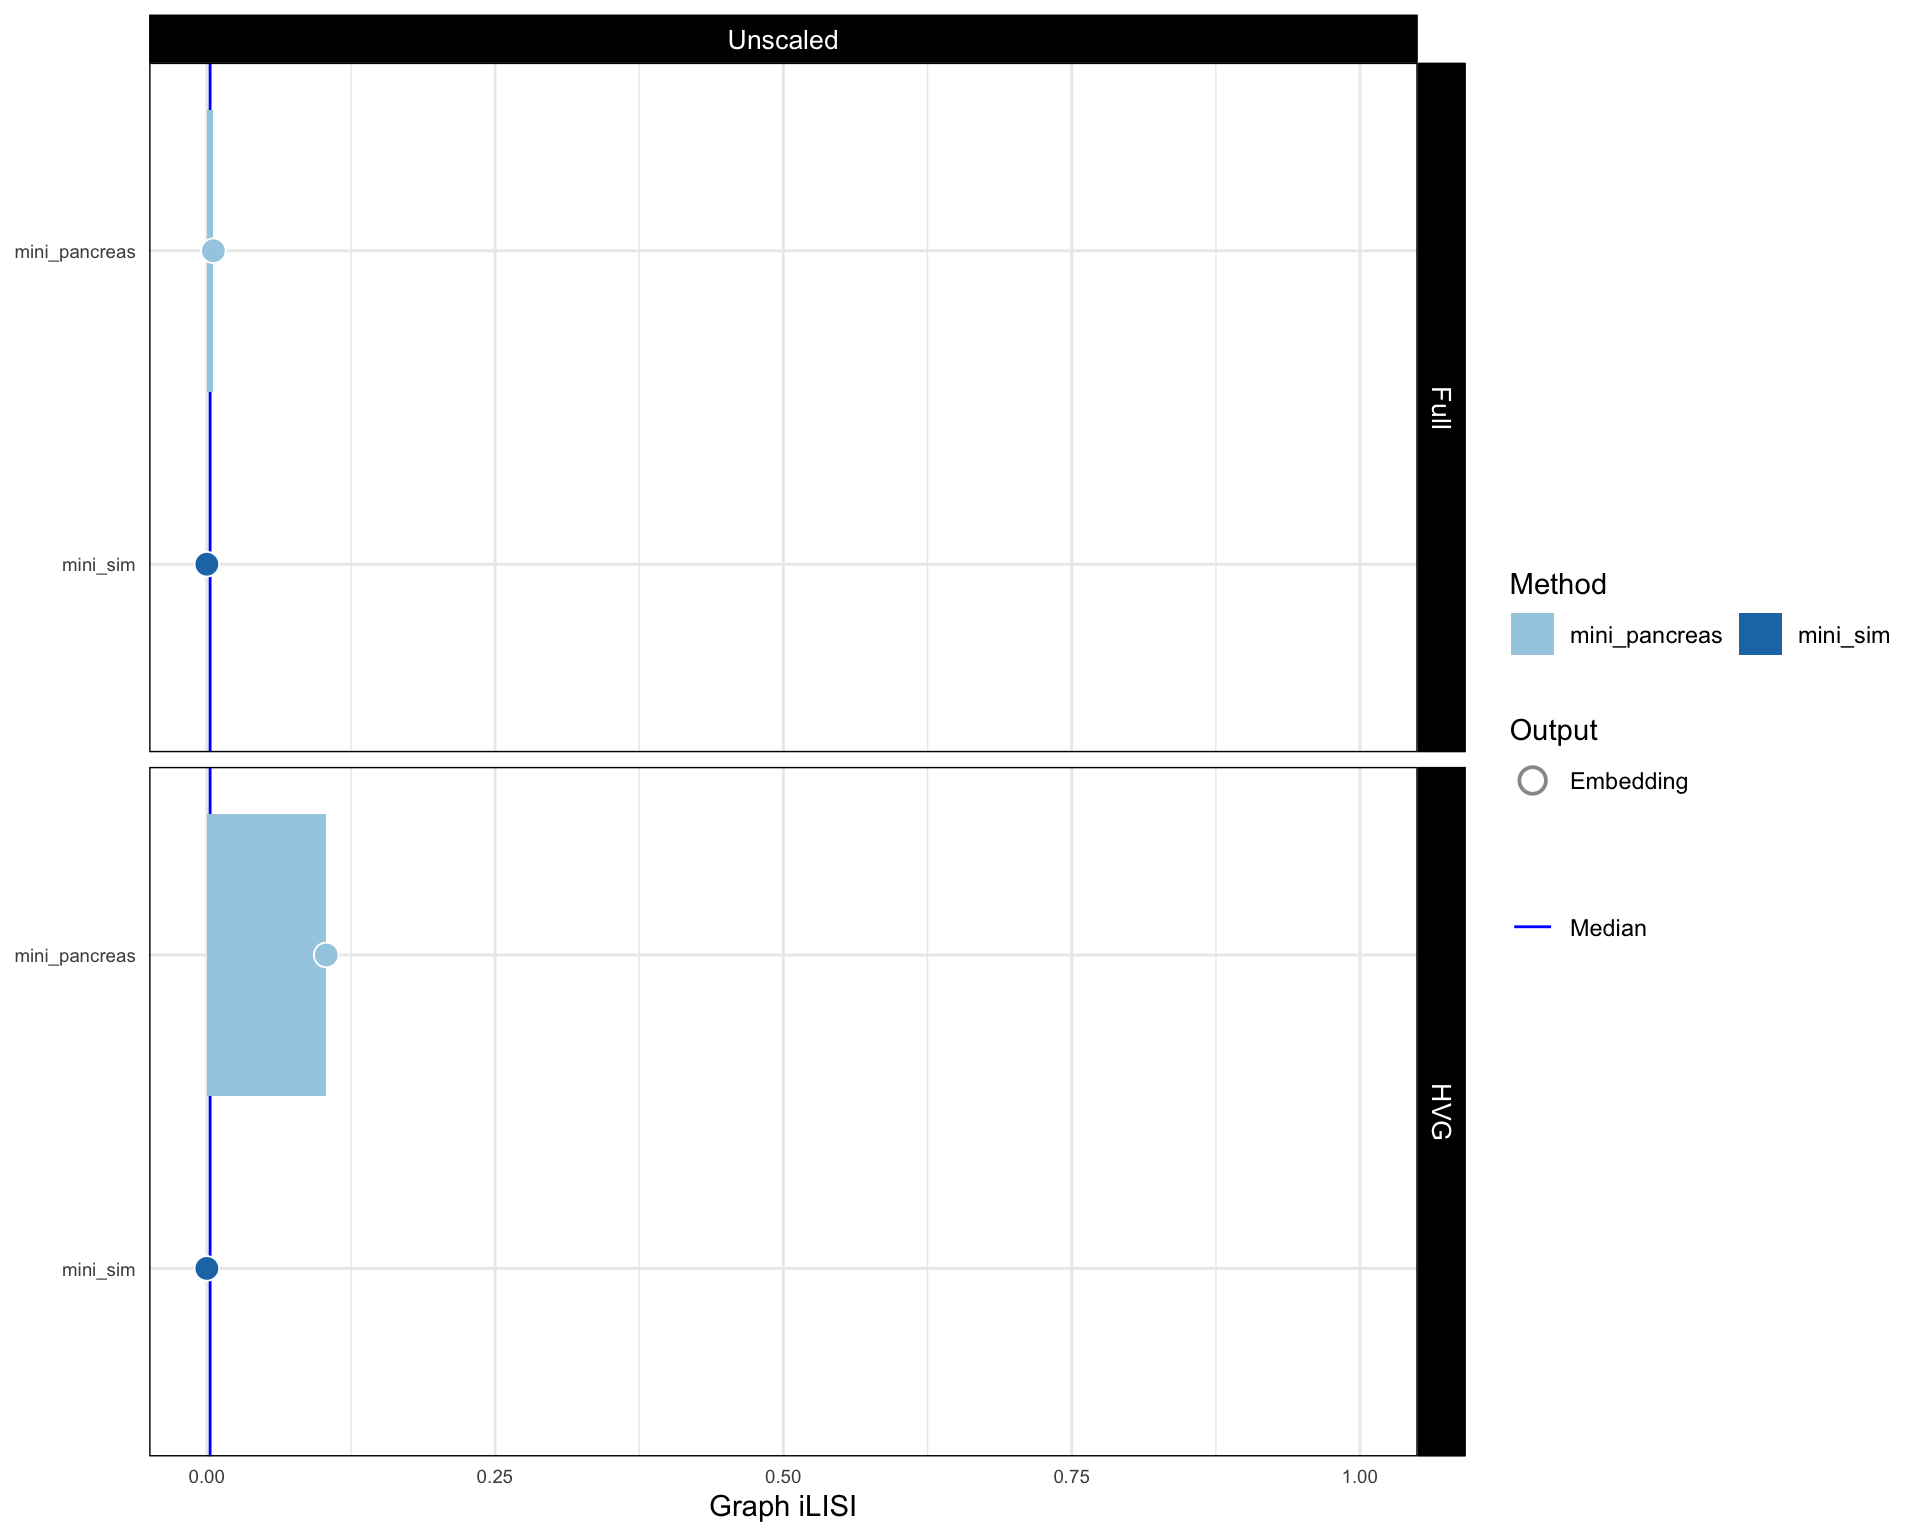 Unscaled
Full
mini_pancreas
mini_sim
HVG
mini_pancreas
mini_sim
0.00
0.25
0.50
0.75
1.00
Graph iLISI
Method
mini_pancreas
mini_sim
Output
Embedding
Median